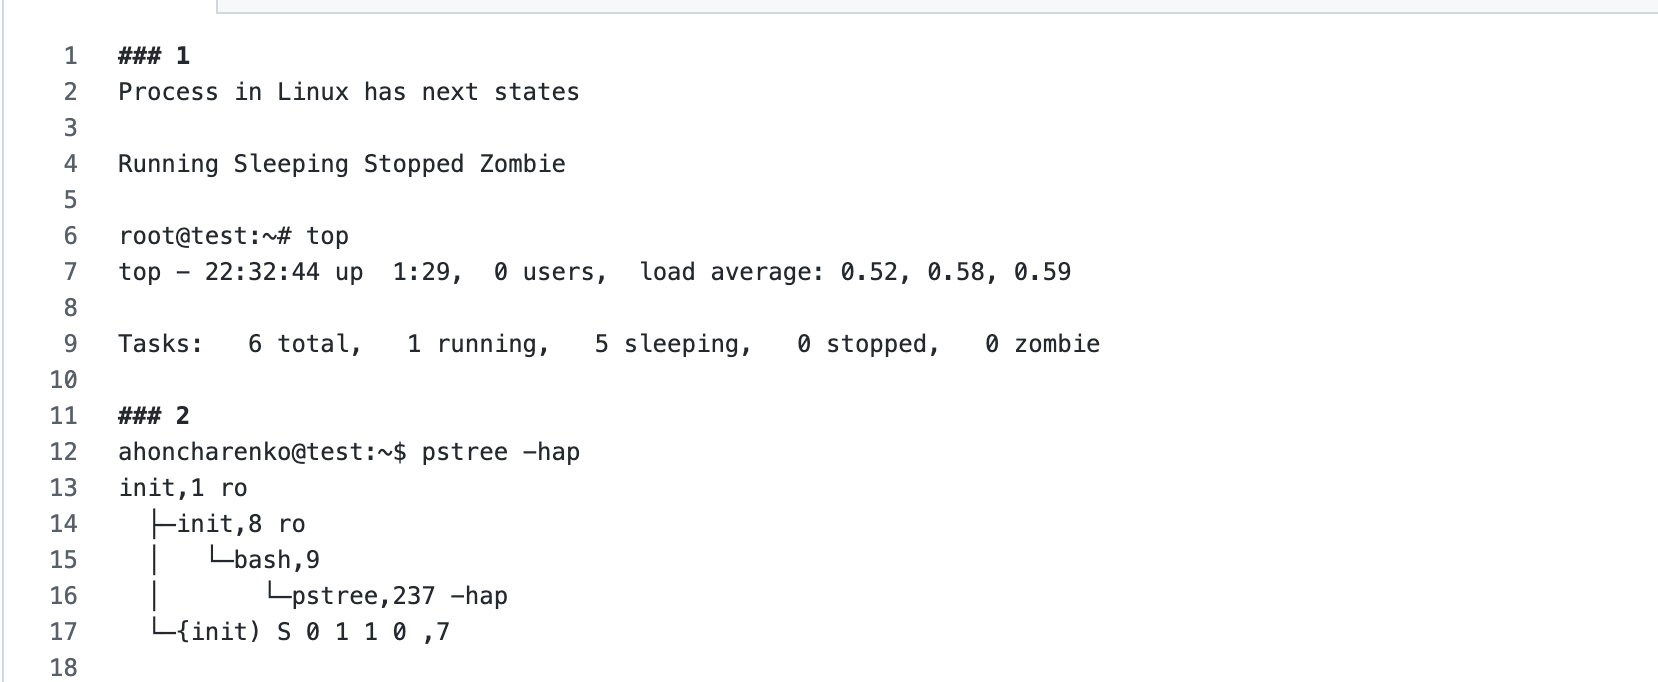 1 ### 1
2 Process in Linux has next states
3
4 Running Sleeping Stopped Zombie
5
6 root@test:~# top
7 top – 22:32:44 up  1:29,  0 users,  load average: 0.52, 0.58, 0.59
8
9 Tasks:   6 total,   1 running,   5 sleeping,   0 stopped,   0 zombie
10
11 ### 2
12 ahoncharenko@test:~$ pstree –hap
13 init,1 ro
14   ├─init,8 ro
15   │   └─bash,9
16   │       └─pstree,237 –hap
17   └─{init) S 0 1 1 0 ,7
18